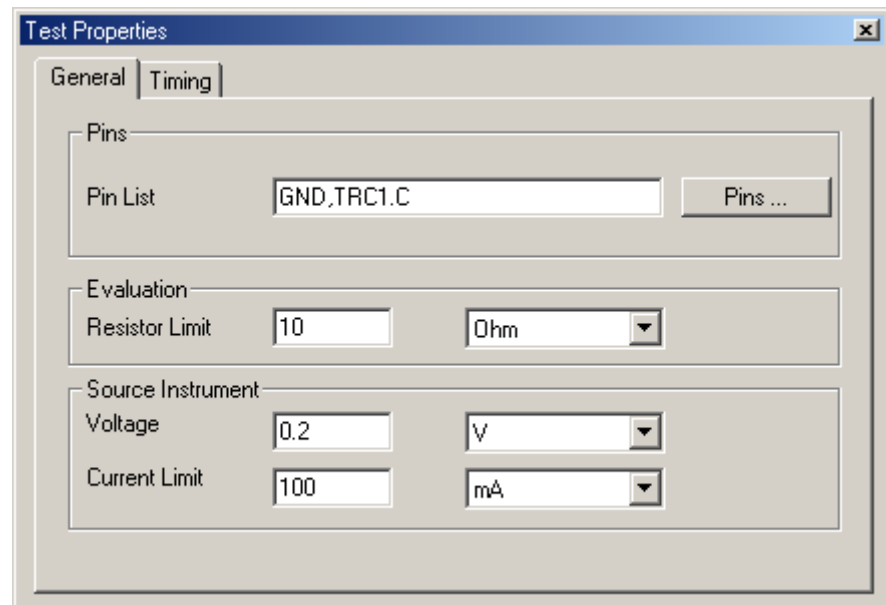 Test Properties
General Timing
Pins
Pin List GND,TRC1.C Pins ...
Evaluation
Resistor Limit 10 Ohm
Source Instrument
Voltage 0.2 V
Current Limit 100 mA